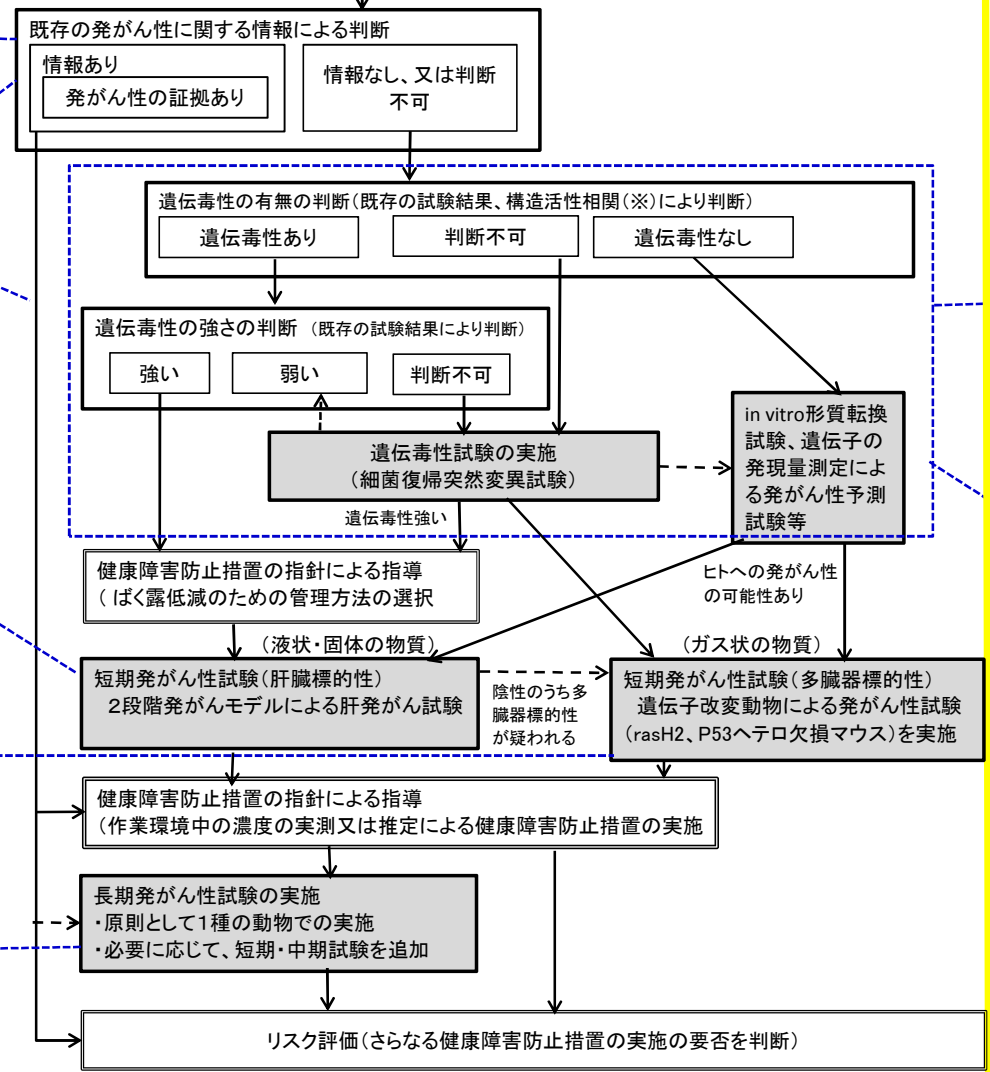 既存の発がん性に関する情報による判断
情報あり
発がん性の証拠あり
情報なし、又は判断
不可
遺伝毒性の有無の判断(既存の試験結果、構造活性相関(※)により判断)
遺伝毒性あり
判断不可
遺伝毒性なし
遺伝毒性の強さの判断 (既存の試験結果により判断)
強い
弱い
判断不可
in vitro形質転換
試験、遺伝子の
発現量測定によ
る発がん性予測
試験等
遺伝毒性試験の実施
(細菌復帰突然変異試験)
遺伝毒性強い
健康障害防止措置の指針による指導
( ばく露低減のための管理方法の選択
ヒトへの発がん性
の可能性あり
(液状・固体の物質)
(ガス状の物質)
短期発がん性試験(肝臓標的性)
2段階発がんモデルによる肝発がん試験
陰性のうち多
臓器標的性
が疑われる
短期発がん性試験(多臓器標的性)
遺伝子改変動物による発がん性試験
(rasH2、P53ヘテロ欠損マウス)を実施
健康障害防止措置の指針による指導
(作業環境中の濃度の実測又は推定による健康障害防止措置の実施
長期発がん性試験の実施
・原則として1種の動物での実施
・必要に応じて、短期・中期試験を追加
リスク評価(さらなる健康障害防止措置の実施の要否を判断)